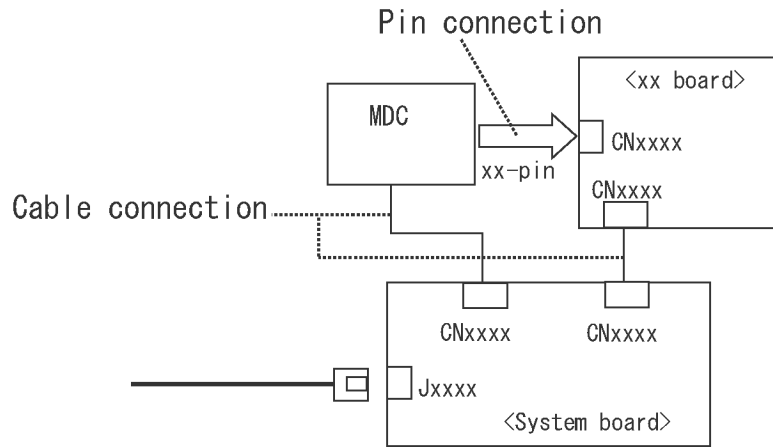 Pin connection
<xx board>
MDC
CNxxxx
xx-pin
CNxxxx
Cable connection
CNxxxx
CNxxxx
Jxxxx
<System board>